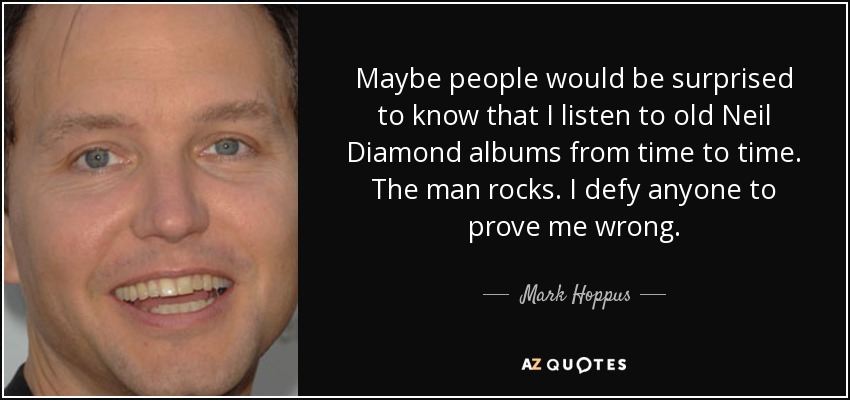 Maybe people would be surprised
to know that I listen to old Neil
Diamond albums from time to time.
The man rocks. I defy anyone to
prove me wrong.
Mark Hoppus
AZ QUOTES